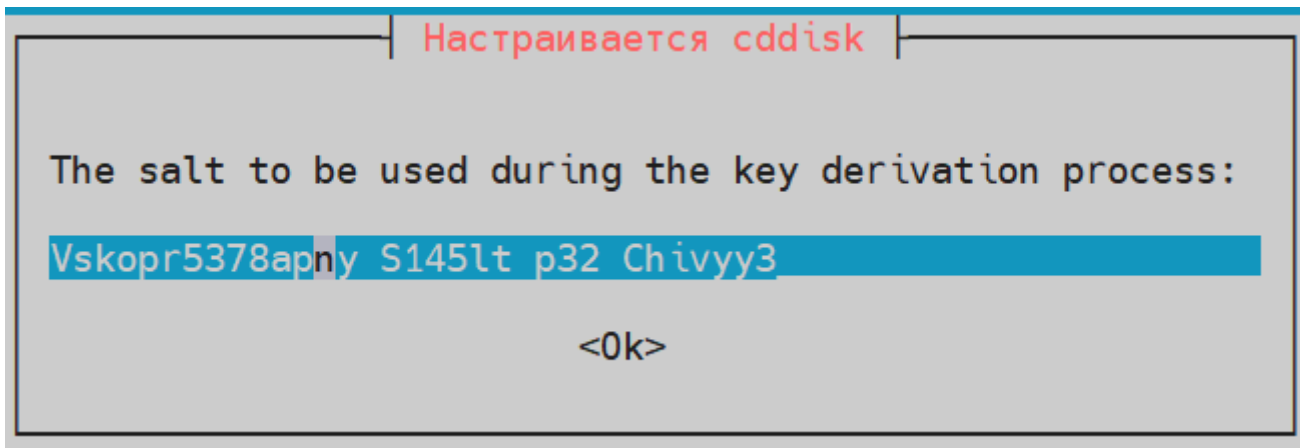 Настраивается cddisk
The salt to be used during the key derivation process:
Vskopr5378apny S145lt p32 Chivyy3
<Ok>